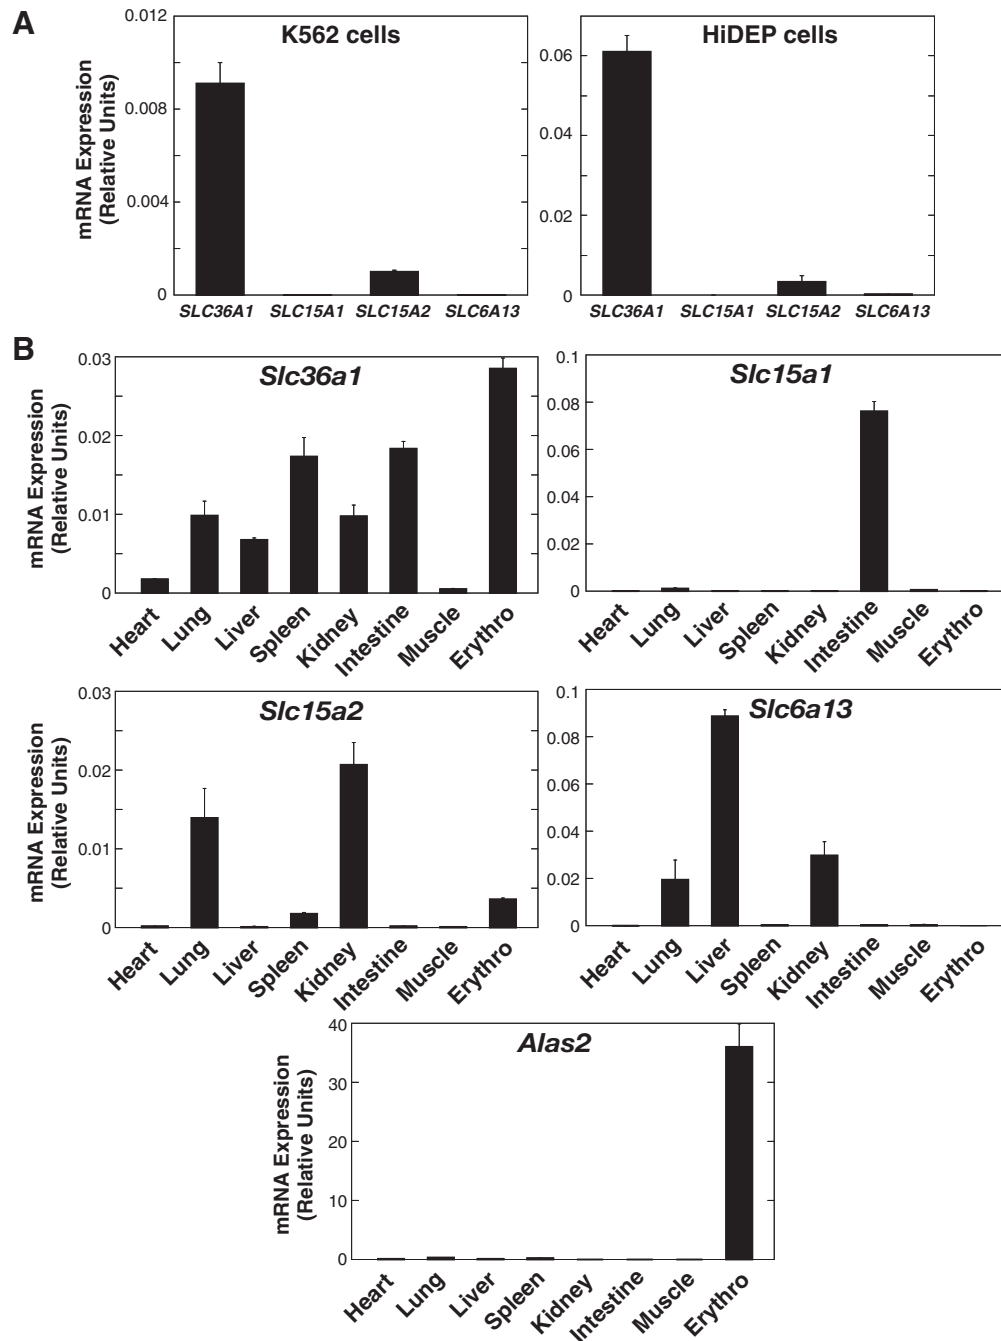 A
K562 cells
mRNA Expression
(Relative Units)
0.012
0.008
0.004
0
SLC36A1 SLC15A1 SLC15A2 SLC6A13
HiDEP cells
0.06
0.04
0.02
0
SLC36A1 SLC15A1 SLC15A2 SLC6A13
B
Slc36a1
mRNA Expression
(Relative Units)
0.03
0.02
0.01
0
Heart Lung Liver Spleen Kidney Intestine Muscle Erythro
Slc15a1
0.1
0.08
0.06
0.04
0.02
0
Heart Lung Liver Spleen Kidney Intestine Muscle Erythro
Slc15a2
mRNA Expression
(Relative Units)
0.03
0.02
0.01
0
Heart Lung Liver Spleen Kidney Intestine Muscle Erythro
Slc6a13
0.1
0.08
0.06
0.04
0.02
0
Heart Lung Liver Spleen Kidney Intestine Muscle Erythro
Alas2
mRNA Expression
(Relative Units)
40
30
20
10
0
Heart Lung Liver Spleen Kidney Intestine Muscle Erythro